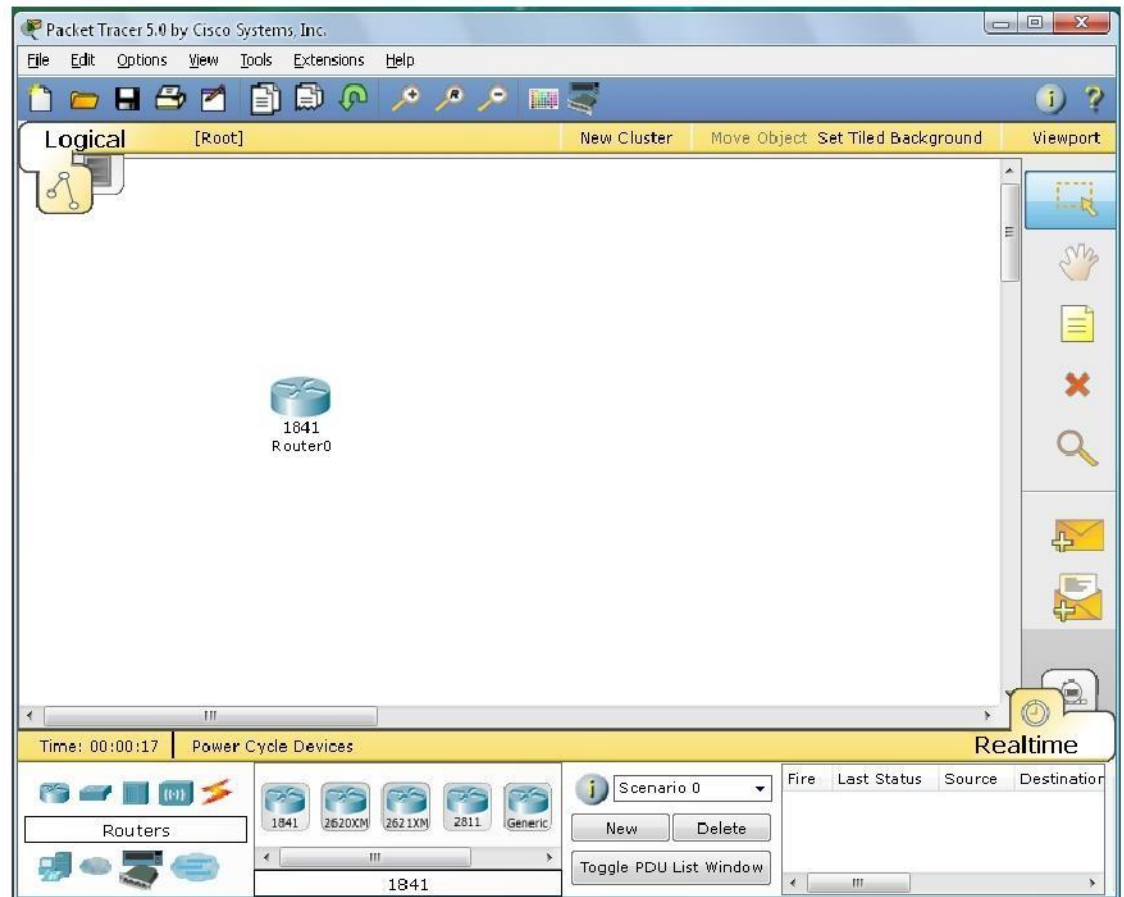 Packet Tracer 5.0 by Cisco Systems, Inc.
File Edit Options View Tools Extensions Help
Logical [Root] New Cluster Move Object Set Tiled Background Viewport
1841
Router0
Time: 00:00:17 Power Cycle Devices Realtime
Routers
1841 2620XM 2621XM 2811 Generic
1841
Scenario 0
New Delete
Toggle PDU List Window
Fire Last Status Source Destination